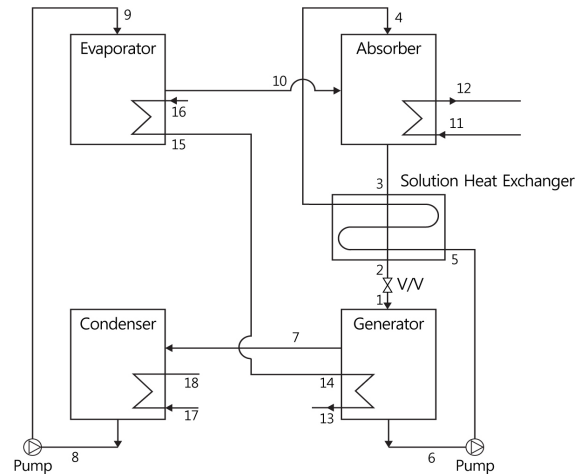 9
4
Evaporator
Absorber
10
12
16
11
15
3
Solution Heat Exchanger
5
2
V/V
1
Condenser
Generator
7
18
14
17
13
8
6
Pump
Pump